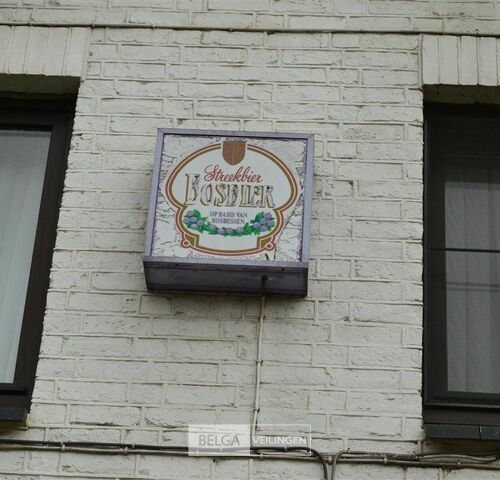 Streekbier
BOSBIER
OP BASIS VAN
BOSBESSEN
BELGA VEILINGEN